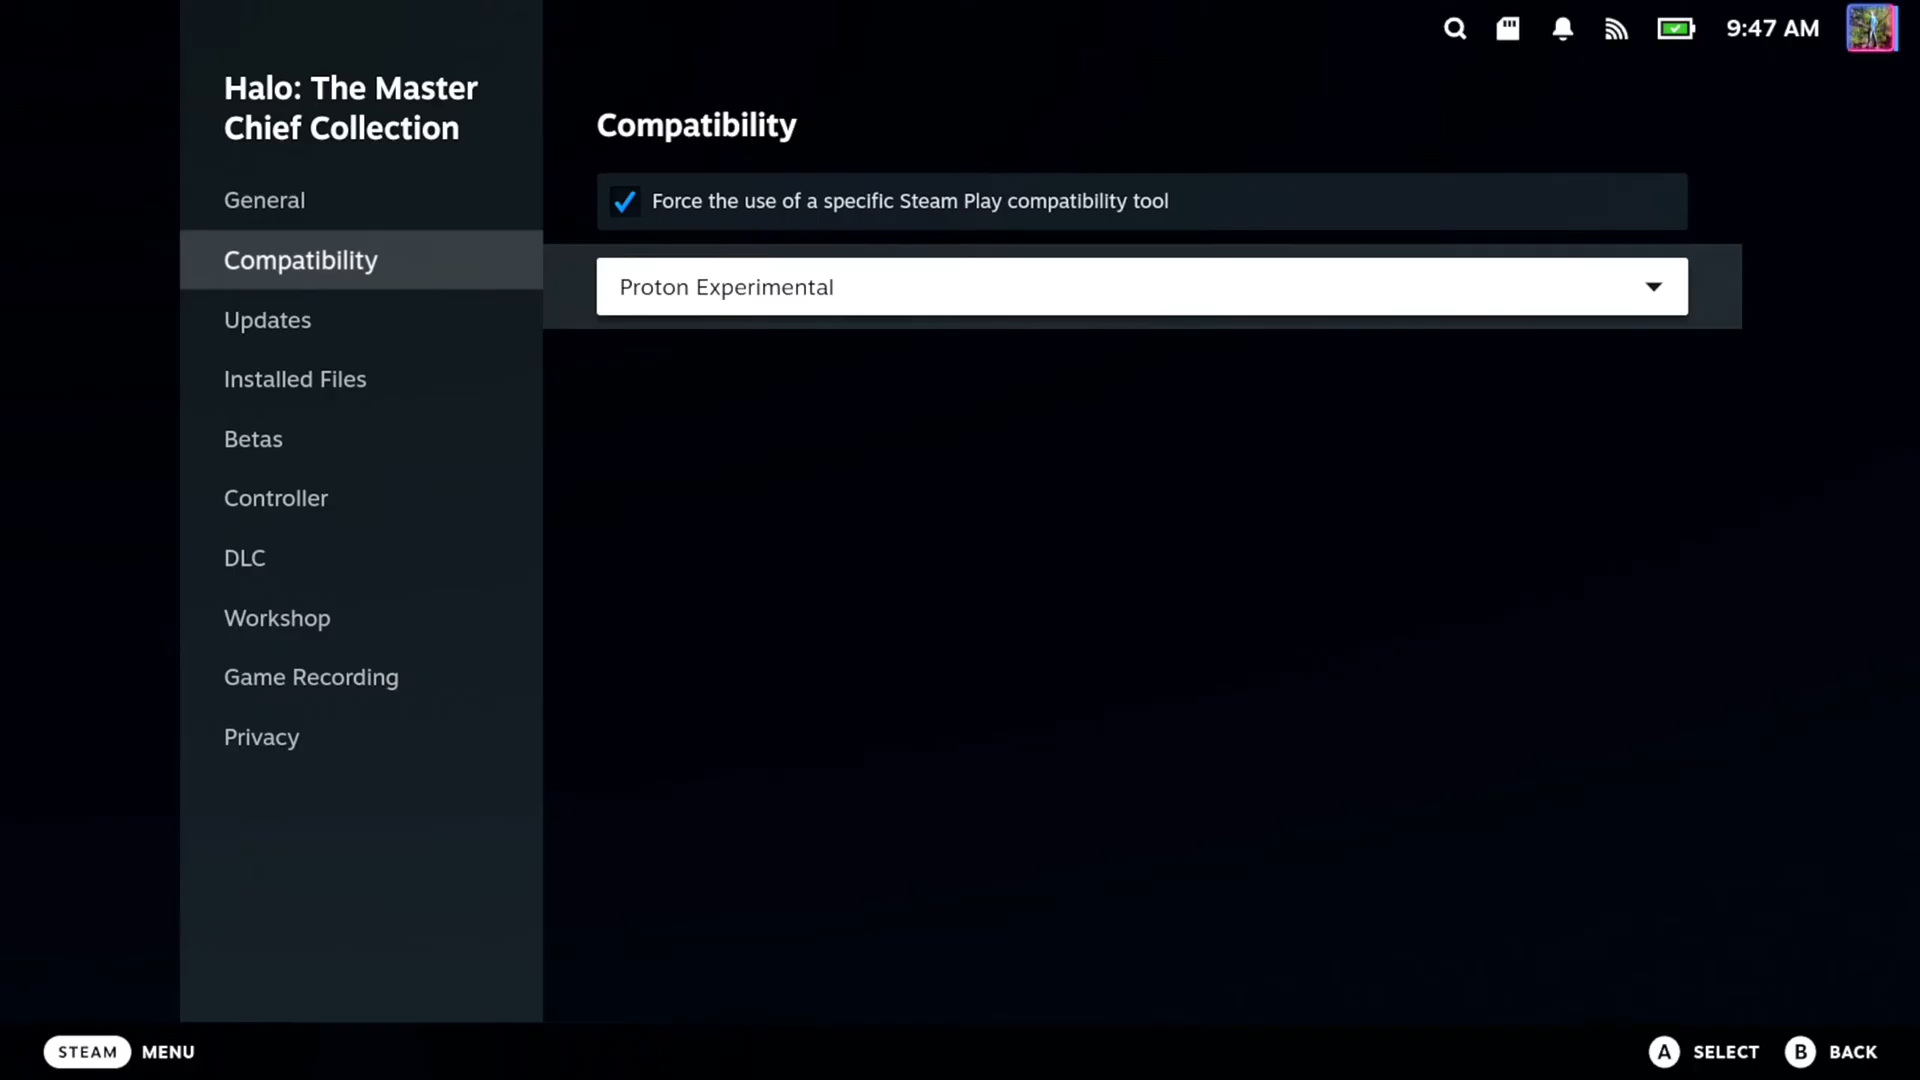 9:47 AM
Halo: The Master
Chief Collection
General
Compatibility
Updates
Installed Files
Betas
Controller
DLC
Workshop
Game Recording
Privacy
Compatibility
Force the use of a specific Steam Play compatibility tool
Proton Experimental
STEAM MENU
A SELECT B BACK